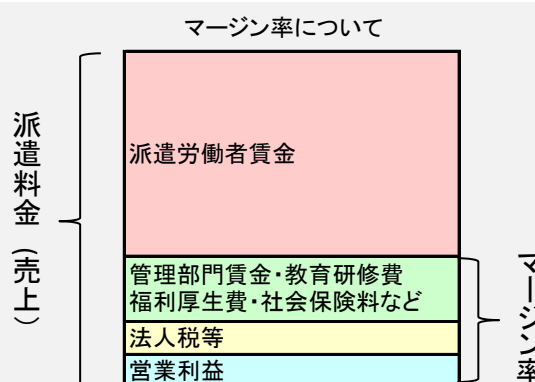 マージン率について
派遣料金（売上）
派遣労働者賃金
管理部門賃金・教育研修費
福利厚生費・社会保険料など
法人税等
営業利益
マージン率